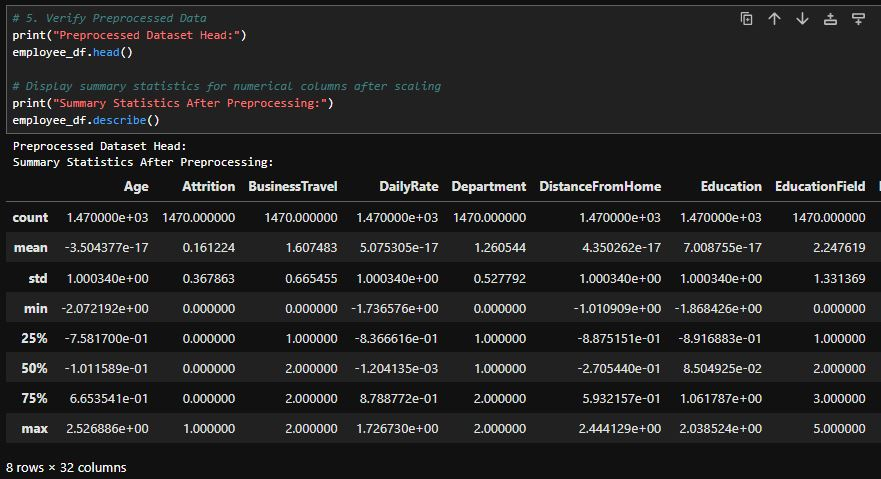 # 5. Verify Preprocessed Data
print("Preprocessed Dataset Head:")
employee_df.head()
# Display summary statistics for numerical columns after scaling
print("Summary Statistics After Preprocessing:")
employee_df.describe()
Preprocessed Dataset Head:
Summary Statistics After Preprocessing:
Age Attrition BusinessTravel DailyRate Department DistanceFromHome Education EducationField
count 1.470000e+03 1470.000000 1470.000000 1.470000e+03 1470.000000 1.470000e+03 1.470000e+03 1470.000000
mean -3.504377e-17 0.161224 1.607483 5.075305e-17 1.260544 4.350262e-17 7.008755e-17 2.247619
std 1.000340e+00 0.367863 0.665455 1.000340e+00 0.527792 1.000340e+00 1.000340e+00 1.331369
min -2.072192e+00 0.000000 0.000000 -1.736576e+00 0.000000 -1.010909e+00 -1.868426e+00 0.000000
25% -7.581700e-01 0.000000 1.000000 -8.366616e-01 1.000000 -8.875151e-01 -8.916883e-01 1.000000
50% -1.011589e-01 0.000000 2.000000 -1.204135e-03 1.000000 -2.705440e-01 8.504925e-02 2.000000
75% 6.653541e-01 0.000000 2.000000 8.788772e-01 2.000000 5.932157e-01 1.061787e+00 3.000000
max 2.526886e+00 1.000000 2.000000 1.726730e+00 2.000000 2.444129e+00 2.038524e+00 5.000000
8 rows × 32 columns